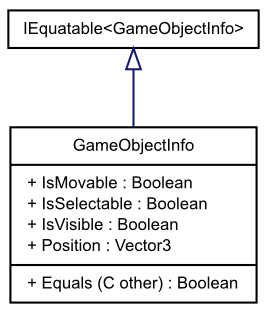 IEquatable<GameObjectInfo>
GameObjectInfo
+ IsMovable : Boolean
+ IsSelectable : Boolean
+ IsVisible : Boolean
+ Position : Vector3
+ Equals (C other) : Boolean